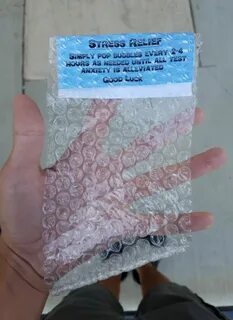 Stress Relief
Simply pop bubbles every 2-4
hours as needed until all test
anxiety is alleviated
Good Luck